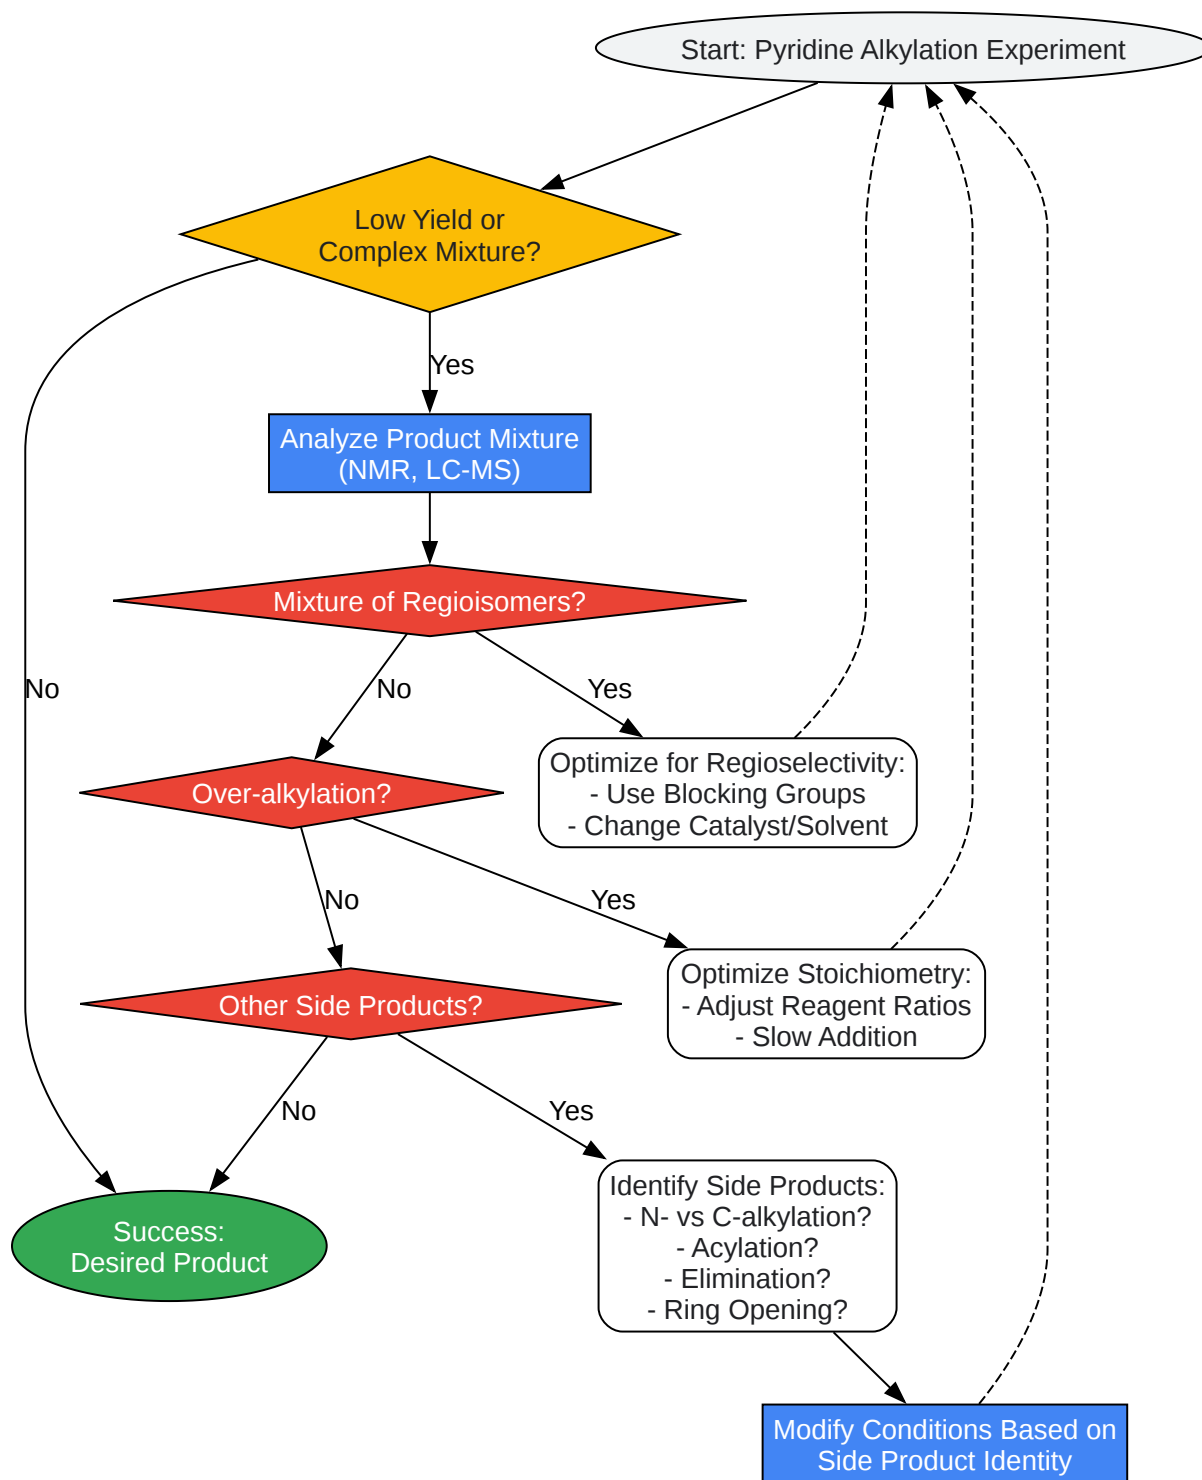 Start: Pyridine Alkylation Experiment
Low Yield or
Complex Mixture?
Yes
Analyze Product Mixture
(NMR, LC-MS)
Mixture of Regioisomers?
No
No
Yes
Optimize for Regioselectivity:
- Use Blocking Groups
- Change Catalyst/Solvent
Over-alkylation?
No
Yes
Optimize Stoichiometry:
- Adjust Reagent Ratios
- Slow Addition
Other Side Products?
No
Yes
Identify Side Products:
- N- vs C-alkylation?
- Acylation?
- Elimination?
- Ring Opening?
Success:
Desired Product
Modify Conditions Based on
Side Product Identity